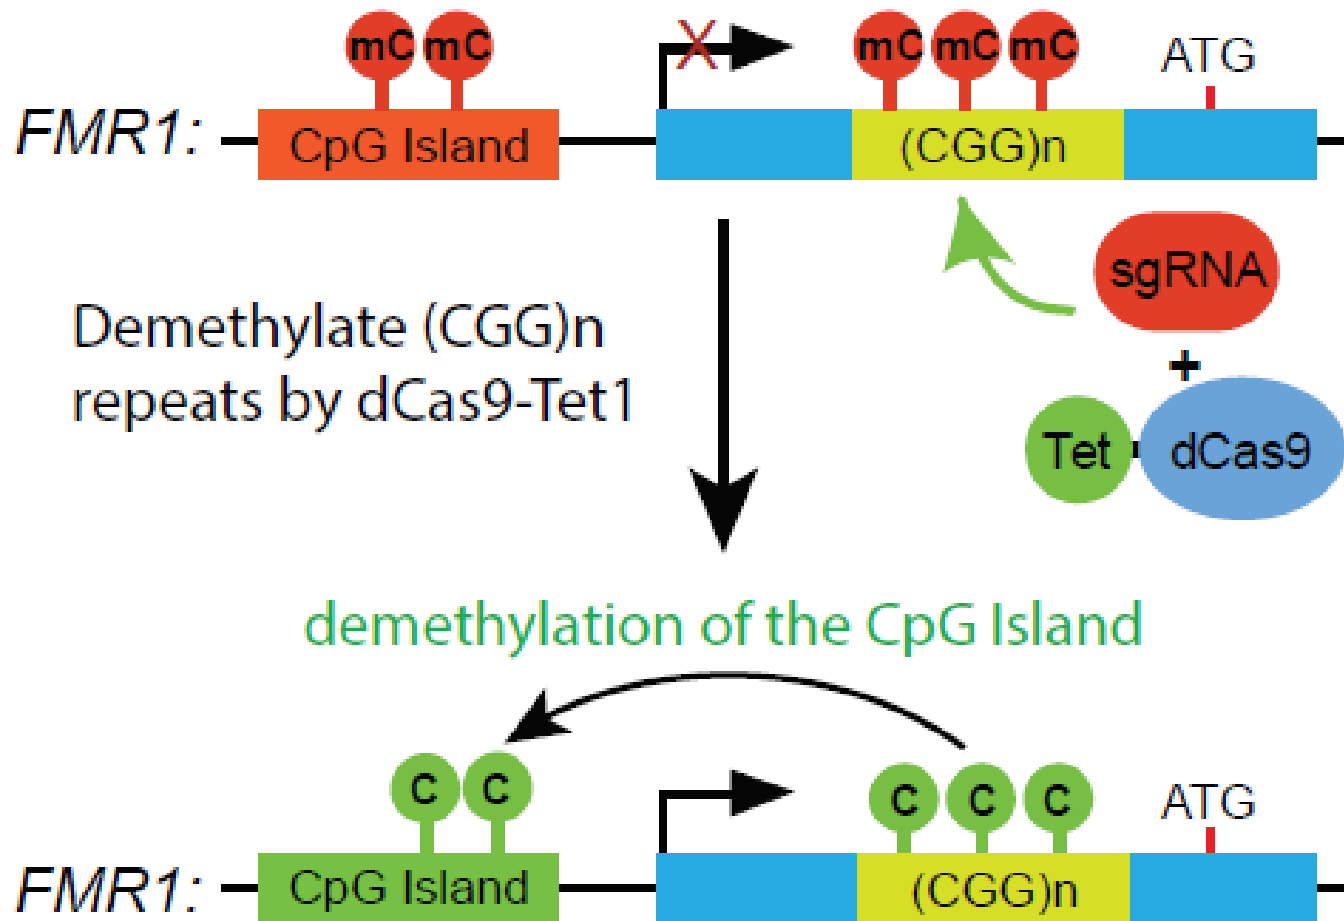 mC mC X mC mC mC ATG
FMR1: CpG Island (CGG)n
sgRNA
+
Tet dCas9
Demethylate (CGG)n
repeats by dCas9-Tet1
demethylation of the CpG Island
C C C C C ATG
FMR1: CpG Island (CGG)n